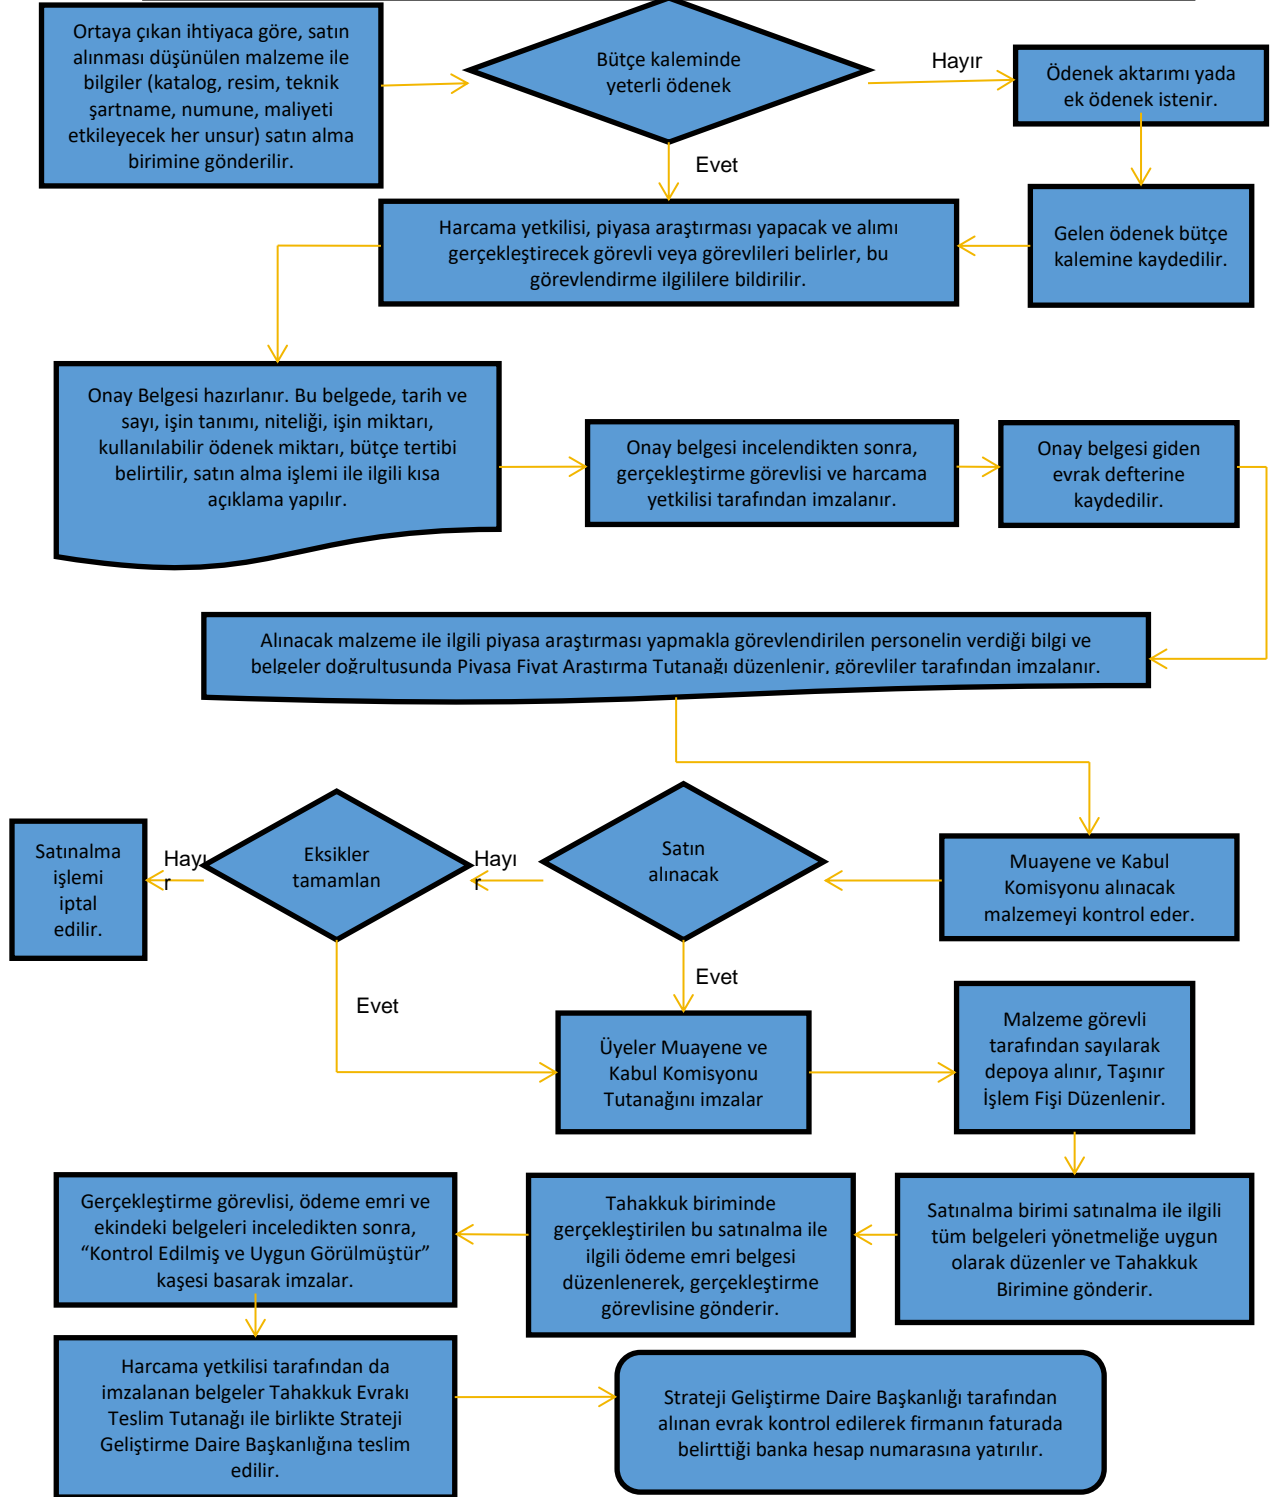 Ortaya çıkan ihtiyaca göre, satın
alınması düşünülen malzeme ile
bilgiler (katalog, resim, teknik
şartname, numune, maliyeti
etkileyecek her unsur) satın alma
birimine gönderilir.
Bütçe kaleminde
yeterli ödenek
Hayır
Ödenek aktarımı yada
ek ödenek istenir.
Evet
Gelen ödenek bütçe
kalemine kaydedilir.
Harcama yetkilisi, piyasa araştırması yapacak ve alımı
gerçekleştirecek görevli veya görevlileri belirler, bu
görevlendirme ilgililere bildirilir.
Onay Belgesi hazırlanır. Bu belgede, tarih ve
sayı, işin tanımı, niteliği, işin miktarı,
kullanılabilir ödenek miktarı, bütçe tertibi
belirtilir, satın alma işlemi ile ilgili kısa
açıklama yapılır.
Onay belgesi incelendikten sonra,
gerçekleştirme görevlisi ve harcama
yetkilisi tarafından imzalanır.
Onay belgesi giden
evrak defterine
kaydedilir.
Alınacak malzeme ile ilgili piyasa araştırması yapmakla görevlendirilen personelin verdiği bilgi ve
belgeler doğrultusunda Piyasa Fiyat Araştırma Tutanağı düzenlenir, görevliler tarafından imzalanır.
Muayene ve Kabul
Komisyonu alınacak
malzemeyi kontrol eder.
Satın
alınacak
Hayı
r
Eksikler
tamamlan
Hayı
r
Satınalma
işlemi
iptal
edilir.
Evet
Evet
Üyeler Muayene ve
Kabul Komisyonu
Tutanağını imzalar
Malzeme görevli
tarafından sayılarak
depoya alınır, Taşınır
İşlem Fişi Düzenlenir.
Satınalma birimi satınalma ile ilgili
tüm belgeleri yönetmeliğe uygun
olarak düzenler ve Tahakkuk
Birimine gönderir.
Tahakkuk biriminde
gerçekleştirilen bu satınalma ile
ilgili ödeme emri belgesi
düzenlenerek, gerçekleştirme
görevlisine gönderir.
Gerçekleştirme görevlisi, ödeme emri ve
ekindeki belgeleri inceledikten sonra,
“Kontrol Edilmiş ve Uygun Görülmüştür”
kaşesi basarak imzalar.
Harcama yetkilisi tarafından da
imzalanan belgeler Tahakkuk Evrakı
Teslim Tutanağı ile birlikte Strateji
Geliştirme Daire Başkanlığına teslim
edilir.
Strateji Geliştirme Daire Başkanlığı tarafından
alınan evrak kontrol edilerek firmanın faturada
belirttiği banka hesap numarasına yatırılır.